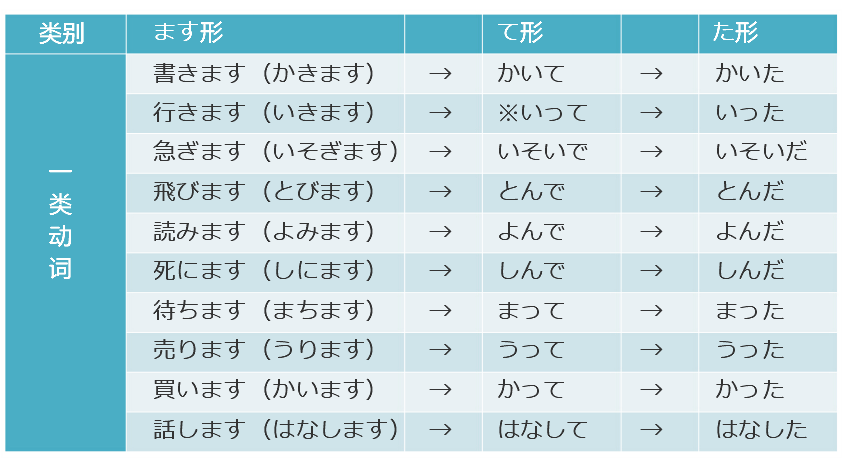 类别 ます形 て形 た形
一类动词
書きます（かきます） → かいて → かいた
行きます（いきます） → ※いって → いった
急ぎます（いそぎます） → いそいで → いそいだ
飛びます（とびます） → とんで → とんだ
読みます（よみます） → よんで → よんだ
死にます（しにます） → しんで → しんだ
待ちます（まちます） → まって → まった
売ります（うります） → うって → うった
買います（かいます） → かって → かった
話します（はなします） → はなして → はなした